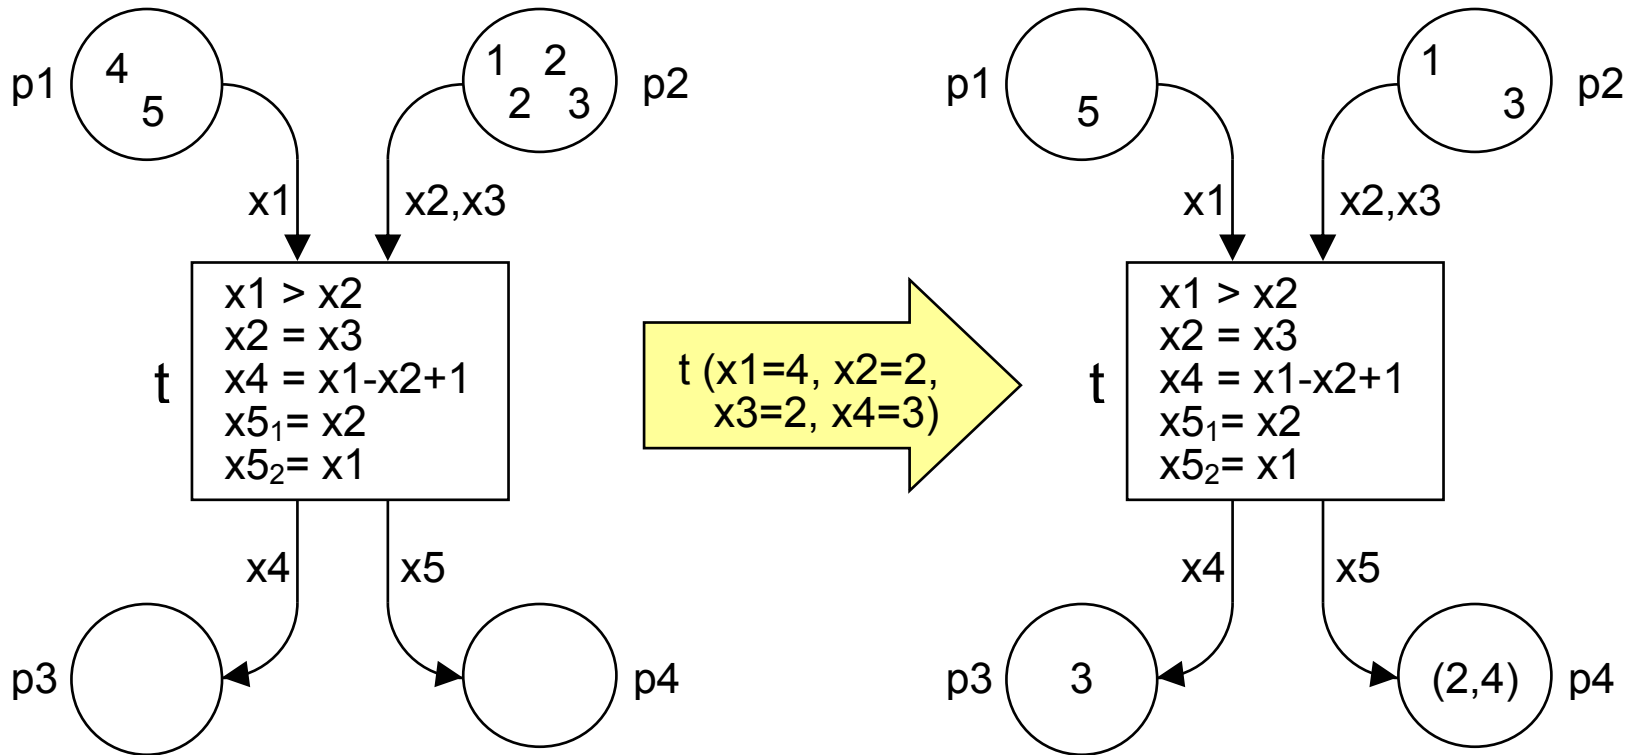 p1
4
5
1 2
2 3
p2
x1
x2,x3
t
x1 > x2
x2 = x3
x4 = x1-x2+1
x5₁= x2
x5₂= x1
x4
x5
p3
p4
t (x1=4, x2=2,
x3=2, x4=3)
p1
5
1
3
p2
x1
x2,x3
t
x1 > x2
x2 = x3
x4 = x1-x2+1
x5₁= x2
x5₂= x1
x4
x5
p3
3
(2,4)
p4